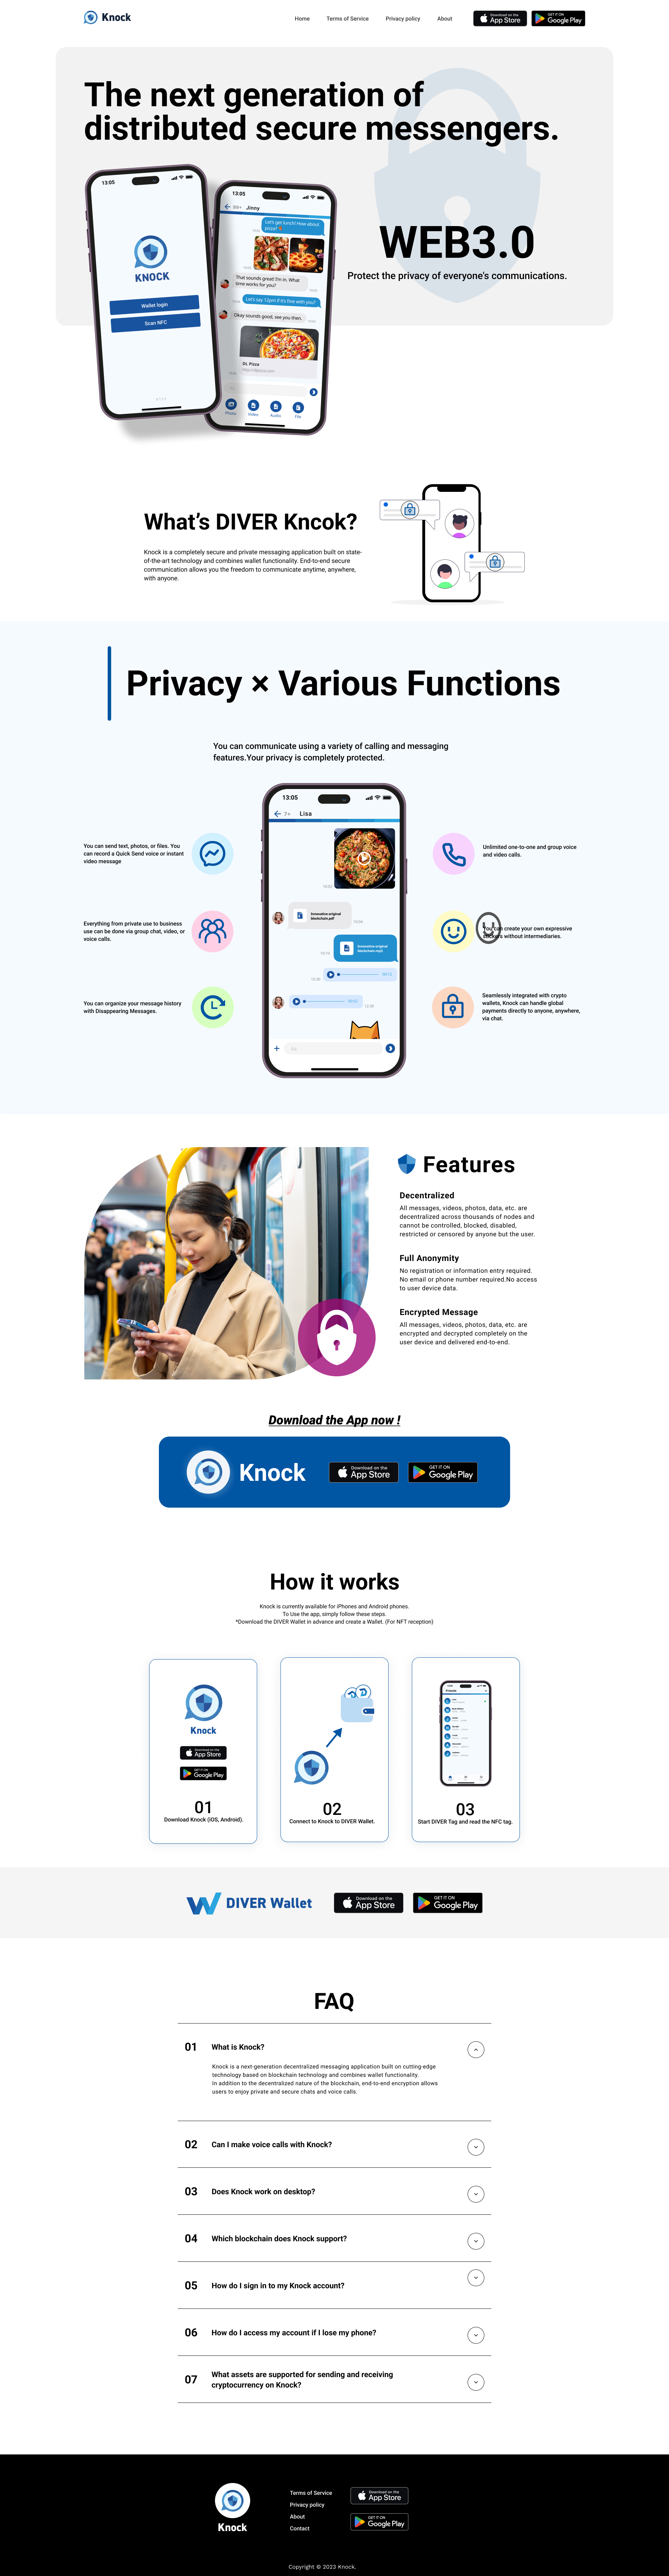 Knock
Home
Terms of Service
Privacy policy
About
Download on the
App Store
GET IT ON
Google Play
The next generation of
distributed secure messengers.
13:05
KNOCK
Wallet login
Scan NFC
13:05
99+ Jinny
Let's get lunch! How about
pizza?
That sounds great I'm in. What
time works for you?
Let's say 12pm if it's fine with you?
Okay sounds good, see you then.
DL Pizza
Photo
Video
Audio
File
WEB3.0
Protect the privacy of everyone's communications.
What's DIVER Kncok?
Knock is a completely secure and private messaging application built on state-
of-the-art technology and combines wallet functionality. End-to-end secure
communication allows you the freedom to communicate anytime, anywhere,
with anyone.
Privacy × Various Functions
You can communicate using a variety of calling and messaging
features.Your privacy is completely protected.
You can send text, photos, or files. You
can record a Quick Send voice or instant
video message
Everything from private use to business
use can be done via group chat, video, or
voice calls.
You can organize your message history
with Disappearing Messages.
13:05
7+ Lisa
Innovative original
blockchain.pdf
Innovative original
blockchain.mp3
Aa
Unlimited one-to-one and group voice
and video calls.
You can create your own expressive
stickers without intermediaries.
Seamlessly integrated with crypto
wallets, Knock can handle global
payments directly to anyone, anywhere,
via chat.
Features
Decentralized
All messages, videos, photos, data, etc. are
decentralized across thousands of nodes and
cannot be controlled, blocked, disabled,
restricted or censored by anyone but the user.
Full Anonymity
No registration or information entry required.
No email or phone number required.No access
to user device data.
Encrypted Message
All messages, videos, photos, data, etc. are
encrypted and decrypted completely on the
user device and delivered end-to-end.
Download the App now !
Knock
Download on the
App Store
GET IT ON
Google Play
How it works
Knock is currently available for iPhones and Android phones.
To Use the app, simply follow these steps.
*Download the DIVER Wallet in advance and create a Wallet. (For NFT reception)
Knock
Download on the
App Store
GET IT ON
Google Play
01
Download Knock (iOS, Android).
02
Connect to Knock to DIVER Wallet.
03
Start DIVER Tag and read the NFC tag.
DIVER Wallet
Download on the
App Store
GET IT ON
Google Play
FAQ
01 What is Knock?
Knock is a next-generation decentralized messaging application built on cutting-edge
technology based on blockchain technology and combines wallet functionality.
In addition to the decentralized nature of the blockchain, end-to-end encryption allows
users to enjoy private and secure chats and voice calls.
02 Can I make voice calls with Knock?
03 Does Knock work on desktop?
04 Which blockchain does Knock support?
05 How do I sign in to my Knock account?
06 How do I access my account if I lose my phone?
07 What assets are supported for sending and receiving
cryptocurrency on Knock?
Knock
Terms of Service
Privacy policy
About
Contact
Download on the
App Store
GET IT ON
Google Play
Copyright © 2023 Knock.